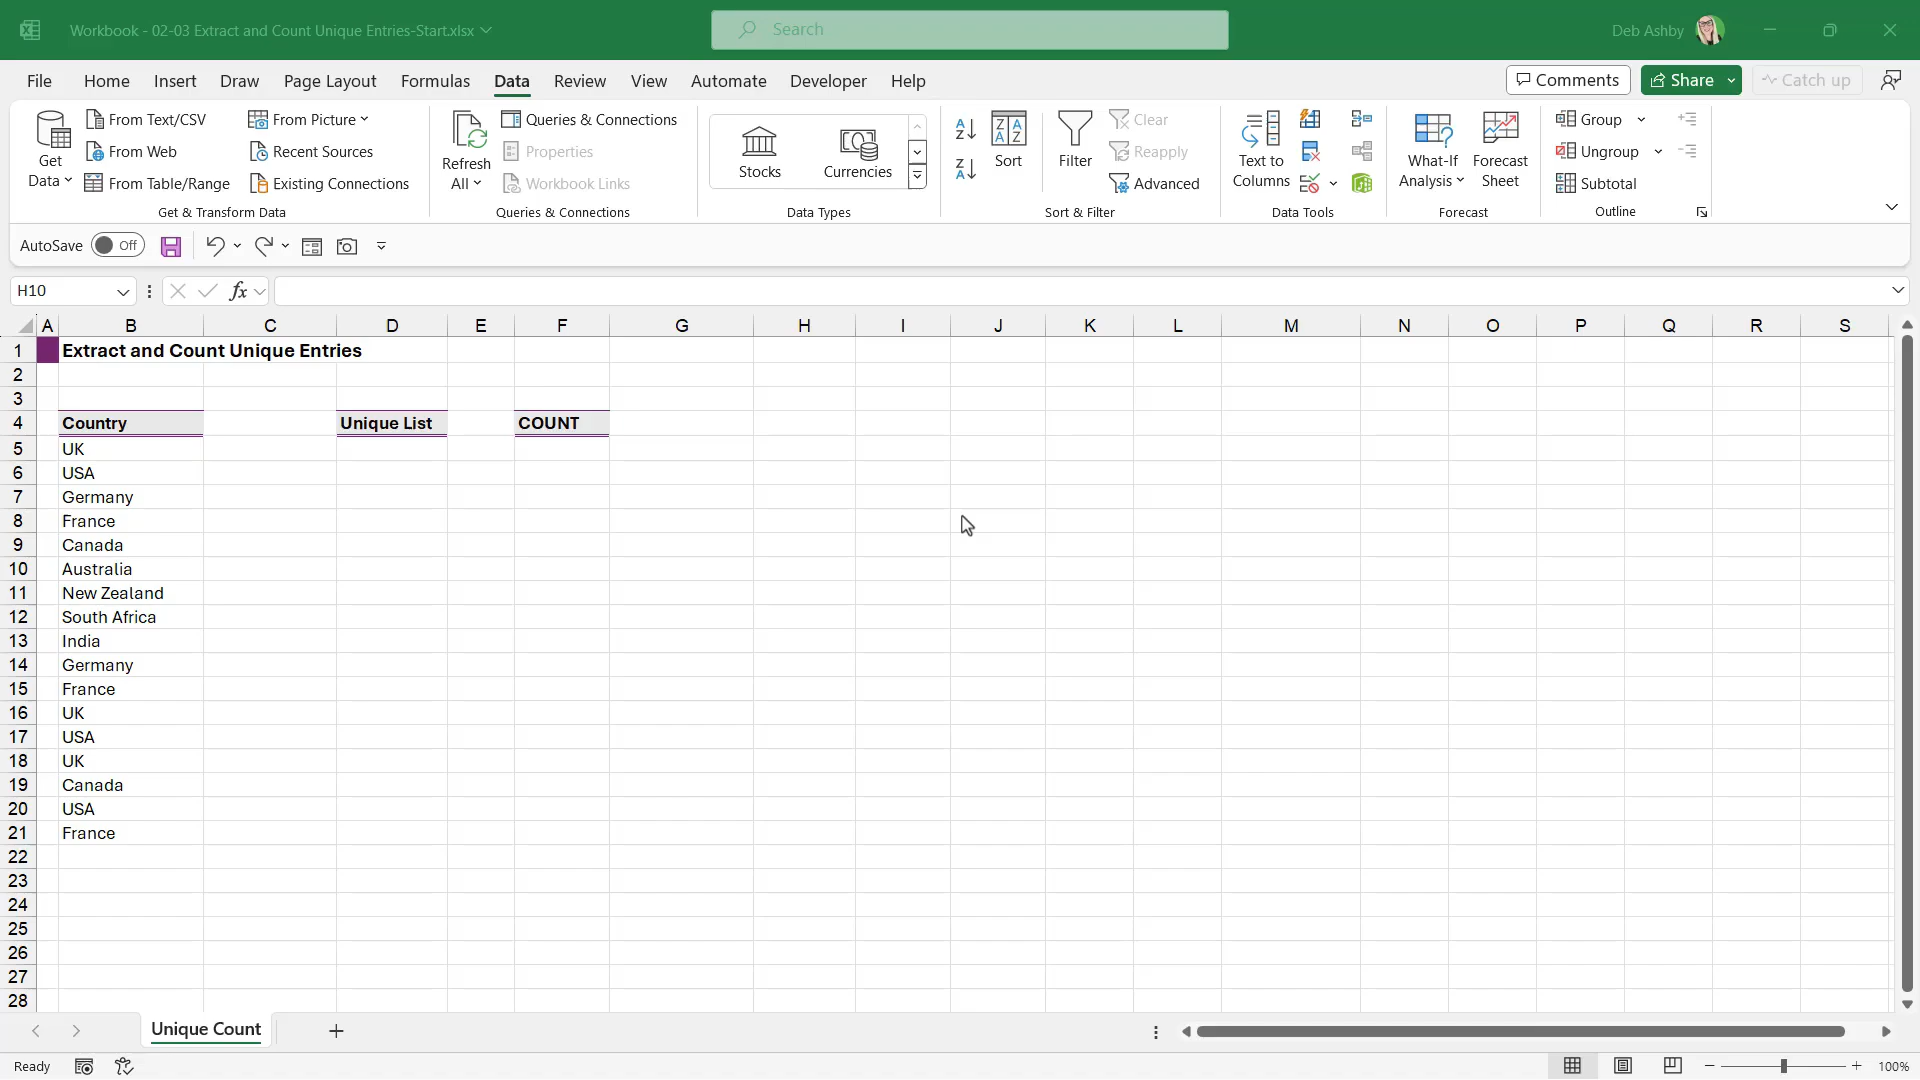 Workbook - 02-03 Extract and Count Unique Entries-Start.xlsx
Search
Deb Ashby
File Home Insert Draw Page Layout Formulas Data Review View Automate Developer Help
Comments Share Catch up
Get Data
From Text/CSV
From Web
From Table/Range
From Picture
Recent Sources
Existing Connections
Get & Transform Data
Refresh All
Queries & Connections
Properties
Workbook Links
Queries & Connections
Stocks
Currencies
Data Types
Sort
Filter
Clear
Reapply
Advanced
Sort & Filter
Text to Columns
Data Tools
What-If Analysis
Forecast Sheet
Forecast
Group
Ungroup
Subtotal
Outline
AutoSave Off
H10
fx
A B C D E F G H I J K L M N O P Q R S
1 Extract and Count Unique Entries
2
3
4 Country Unique List COUNT
5 UK
6 USA
7 Germany
8 France
9 Canada
10 Australia
11 New Zealand
12 South Africa
13 India
14 Germany
15 France
16 UK
17 USA
18 UK
19 Canada
20 USA
21 France
22
23
24
25
26
27
28
Unique Count
Ready
100%